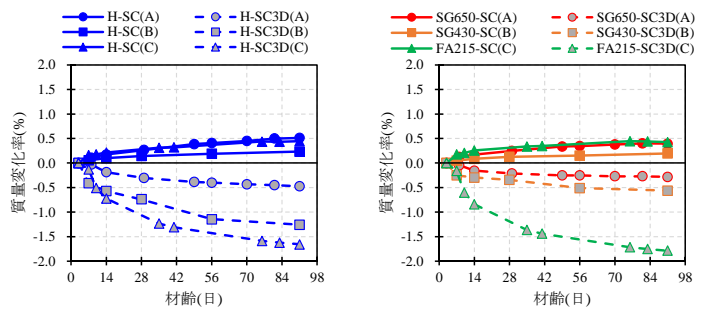 H-SC(A) H-SC3D(A)
H-SC(B) H-SC3D(B)
H-SC(C) H-SC3D(C)
2.0
1.5
1.0
0.5
0.0
-0.5
-1.0
-1.5
-2.0
質量変化率(%)
0 14 28 42 56 70 84 98
材齢(日)
SG650-SC(A) SG650-SC3D(A)
SG430-SC(B) SG430-SC3D(B)
FA215-SC(C) FA215-SC3D(C)
2.0
1.5
1.0
0.5
0.0
-0.5
-1.0
-1.5
-2.0
質量変化率(%)
0 14 28 42 56 70 84 98
材齢(日)